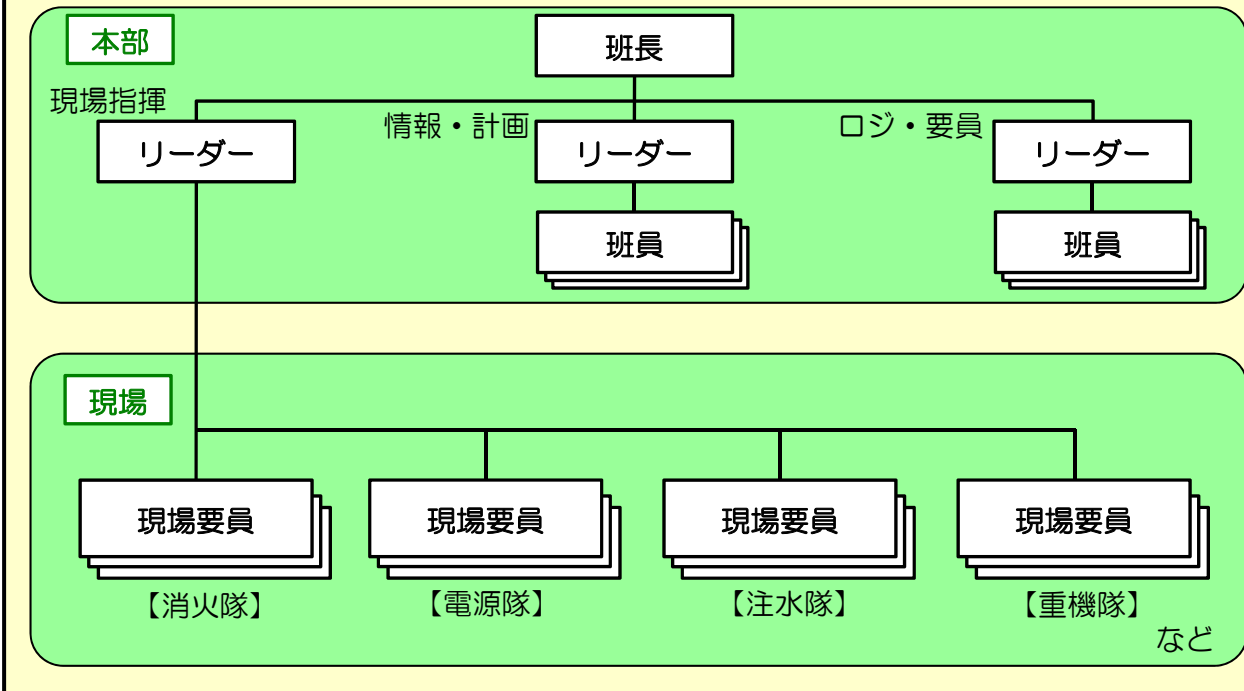 本部
班長
現場指揮
情報・計画
ロジ・要員
リーダー
リーダー
リーダー
班員
班員
現場
現場要員
現場要員
現場要員
現場要員
【消火隊】
【電源隊】
【注水隊】
【重機隊】
など